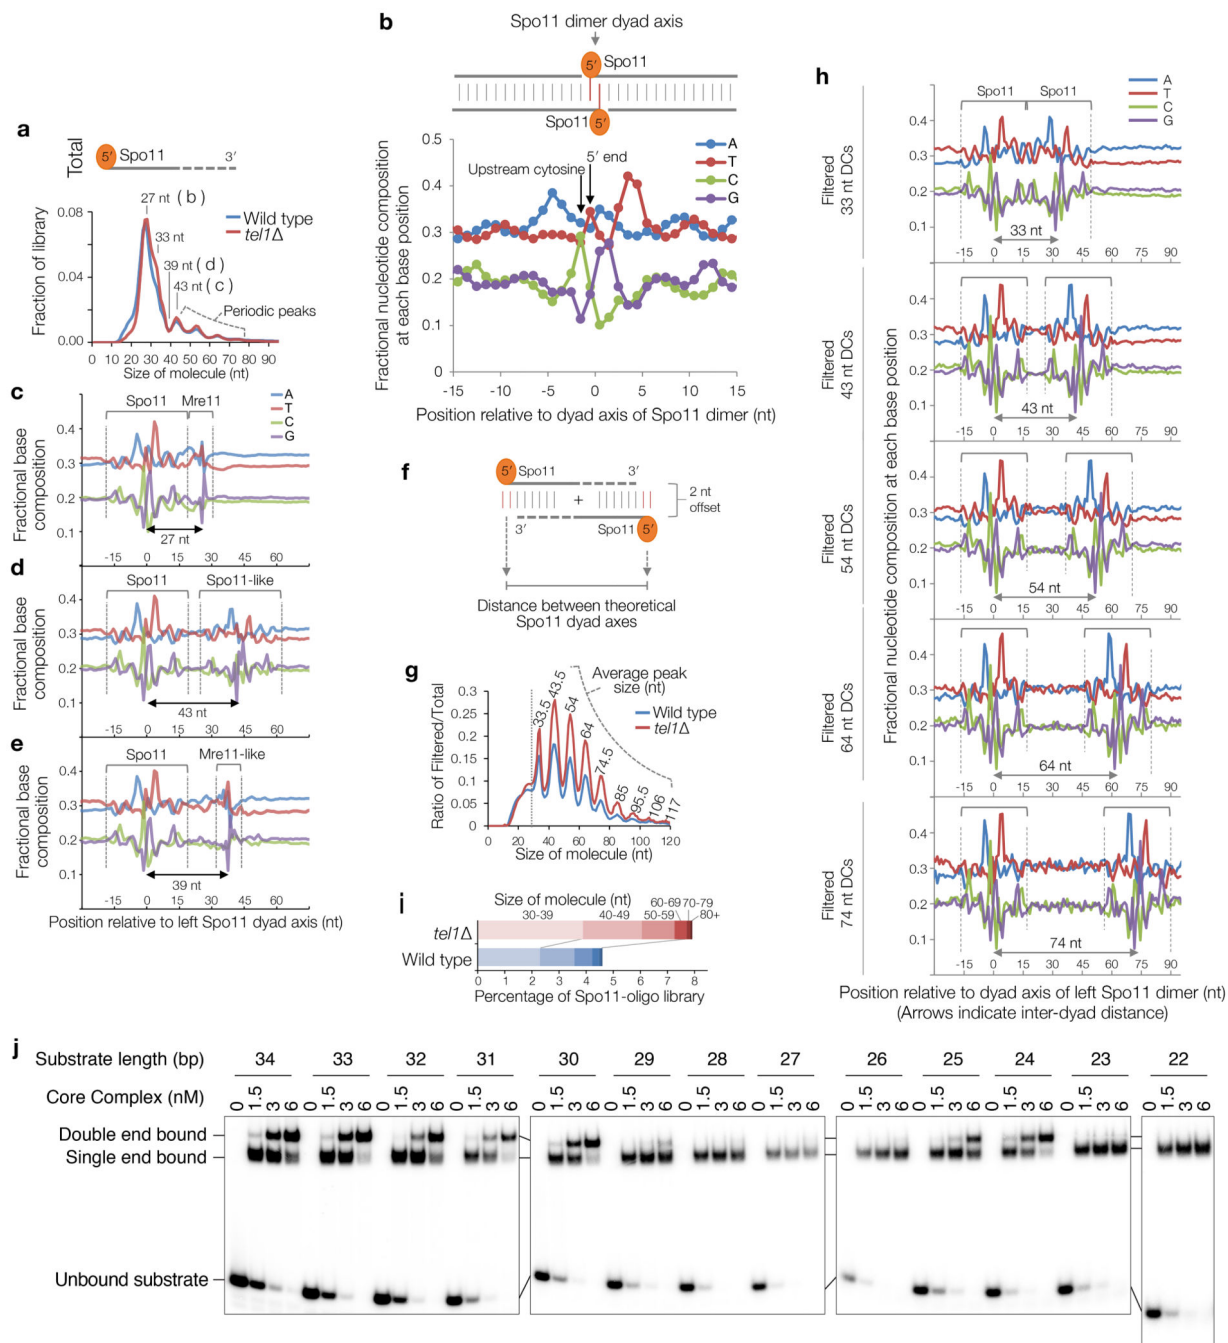 a
Total
5′ Spo11 3′
27 nt (b)
Wild type
tel1Δ
33 nt
39 nt (d)
43 nt (c)
Periodic peaks
Fraction of library
0.08
0.04
0.00
0 10 20 30 40 50 60 70 80 90
Size of molecule (nt)
b
Spo11 dimer dyad axis
5′ Spo11
Spo11 5′
Fractional nucleotide composition
at each base position
0.5
0.4
0.3
0.2
0.1
0
Upstream cytosine
5′ end
A
T
C
G
-15 -10 -5 0 5 10 15
Position relative to dyad axis of Spo11 dimer (nt)
c
Spo11 Mre11
A
T
C
G
Fractional base
composition
0.4
0.3
0.2
0.1
27 nt
-15 0 15 30 45 60
d
Spo11 Spo11-like
Fractional base
composition
0.4
0.3
0.2
0.1
43 nt
-15 0 15 30 45 60
e
Spo11 Mre11-like
Fractional base
composition
0.4
0.3
0.2
0.1
39 nt
-15 0 15 30 45 60
Position relative to left Spo11 dyad axis (nt)
f
5′ Spo11 3′
+
2 nt
offset
3′ Spo11 5′
Distance between theoretical
Spo11 dyad axes
g
Average peak
size (nt)
Wild type
tel1Δ
Ratio of Filtered/Total
0.3
0.25
0.2
0.15
0.1
0.05
0
33.5 43.5 54 64 74.5 85 95.5 106 117
0 20 40 60 80 100 120
Size of molecule (nt)
h
A
T
C
G
Fractional nucleotide composition at each base position
Filtered
33 nt DCs
Spo11 Spo11
0.4
0.3
0.2
0.1
33 nt
-15 0 15 30 45 60 75 90
Filtered
43 nt DCs
0.4
0.3
0.2
0.1
43 nt
-15 0 15 30 45 60 75 90
Filtered
54 nt DCs
0.4
0.3
0.2
0.1
54 nt
-15 0 15 30 45 60 75 90
Filtered
64 nt DCs
0.4
0.3
0.2
0.1
64 nt
-15 0 15 30 45 60 75 90
Filtered
74 nt DCs
0.4
0.3
0.2
0.1
74 nt
-15 0 15 30 45 60 75 90
Position relative to dyad axis of left Spo11 dimer (nt)
(Arrows indicate inter-dyad distance)
i
Size of molecule (nt)
30-39 40-49 50-59 60-69 70-79 80+
tel1Δ
Wild type
0 1 2 3 4 5 6 7 8
Percentage of Spo11-oligo library
j
Substrate length (bp) 34 33 32 31 30 29 28 27 26 25 24 23 22
Core Complex (nM) 0 1.5 3 6 0 1.5 3 6 0 1.5 3 6 0 1.5 3 6 0 1.5 3 6 0 1.5 3 6 0 1.5 3 6 0 1.5 3 6 0 1.5 3 6 0 1.5 3 6 0 1.5 3 6 0 1.5 3 6 0 1.5 3 6
Double end bound
Single end bound
Unbound substrate